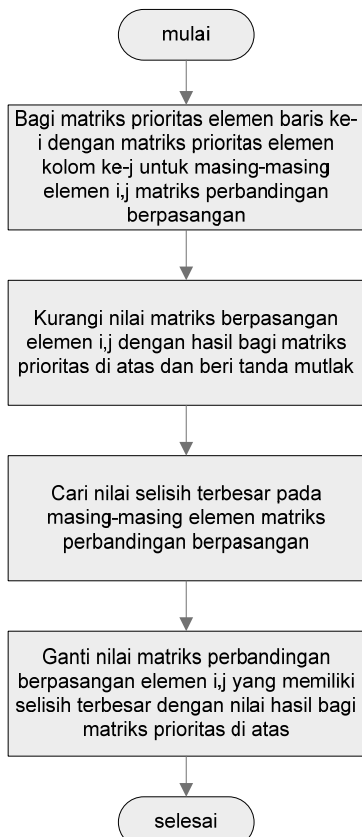 mulai
Bagi matriks prioritas elemen baris ke-
i dengan matriks prioritas elemen
kolom ke-j untuk masing-masing
elemen i,j matriks perbandingan
berpasangan
Kurangi nilai matriks berpasangan
elemen i,j dengan hasil bagi matriks
prioritas di atas dan beri tanda mutlak
Cari nilai selisih terbesar pada
masing-masing elemen matriks
perbandingan berpasangan
Ganti nilai matriks perbandingan
berpasangan elemen i,j yang memiliki
selisih terbesar dengan nilai hasil bagi
matriks prioritas di atas
selesai